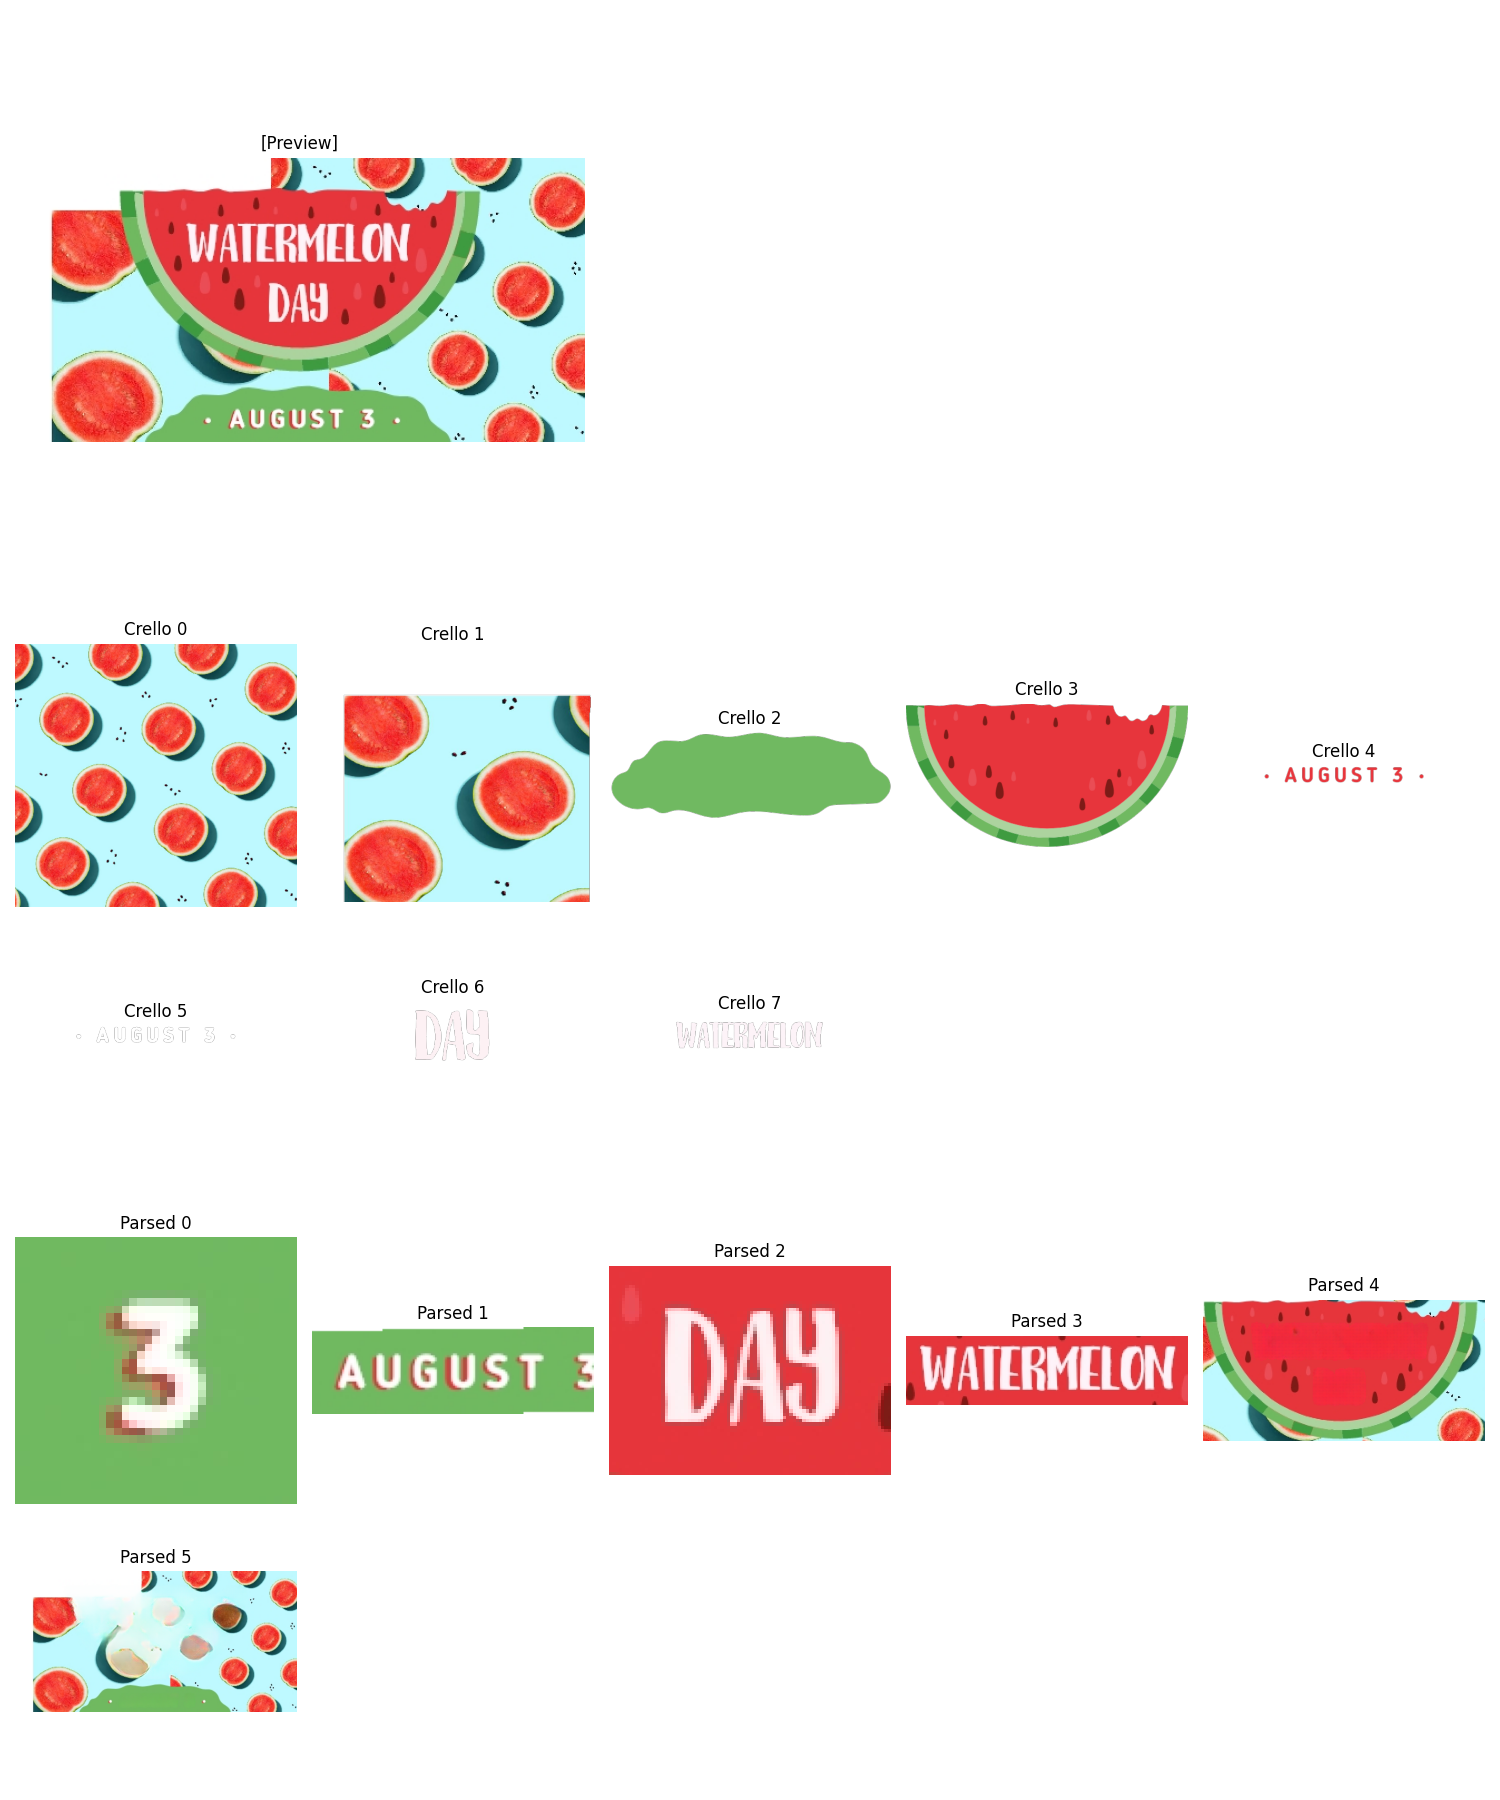 [Preview]
WATERMELON
DAY
• AUGUST 3 •
Crello 0
Crello 1
Crello 2
Crello 3
Crello 4
• AUGUST 3 •
Crello 5
Crello 6
Crello 7
• AUGUST 3 •
DAY
WATERMELON
Parsed 0
Parsed 1
Parsed 2
Parsed 3
Parsed 4
3
AUGUST 3
DAY
WATERMELON
Parsed 5